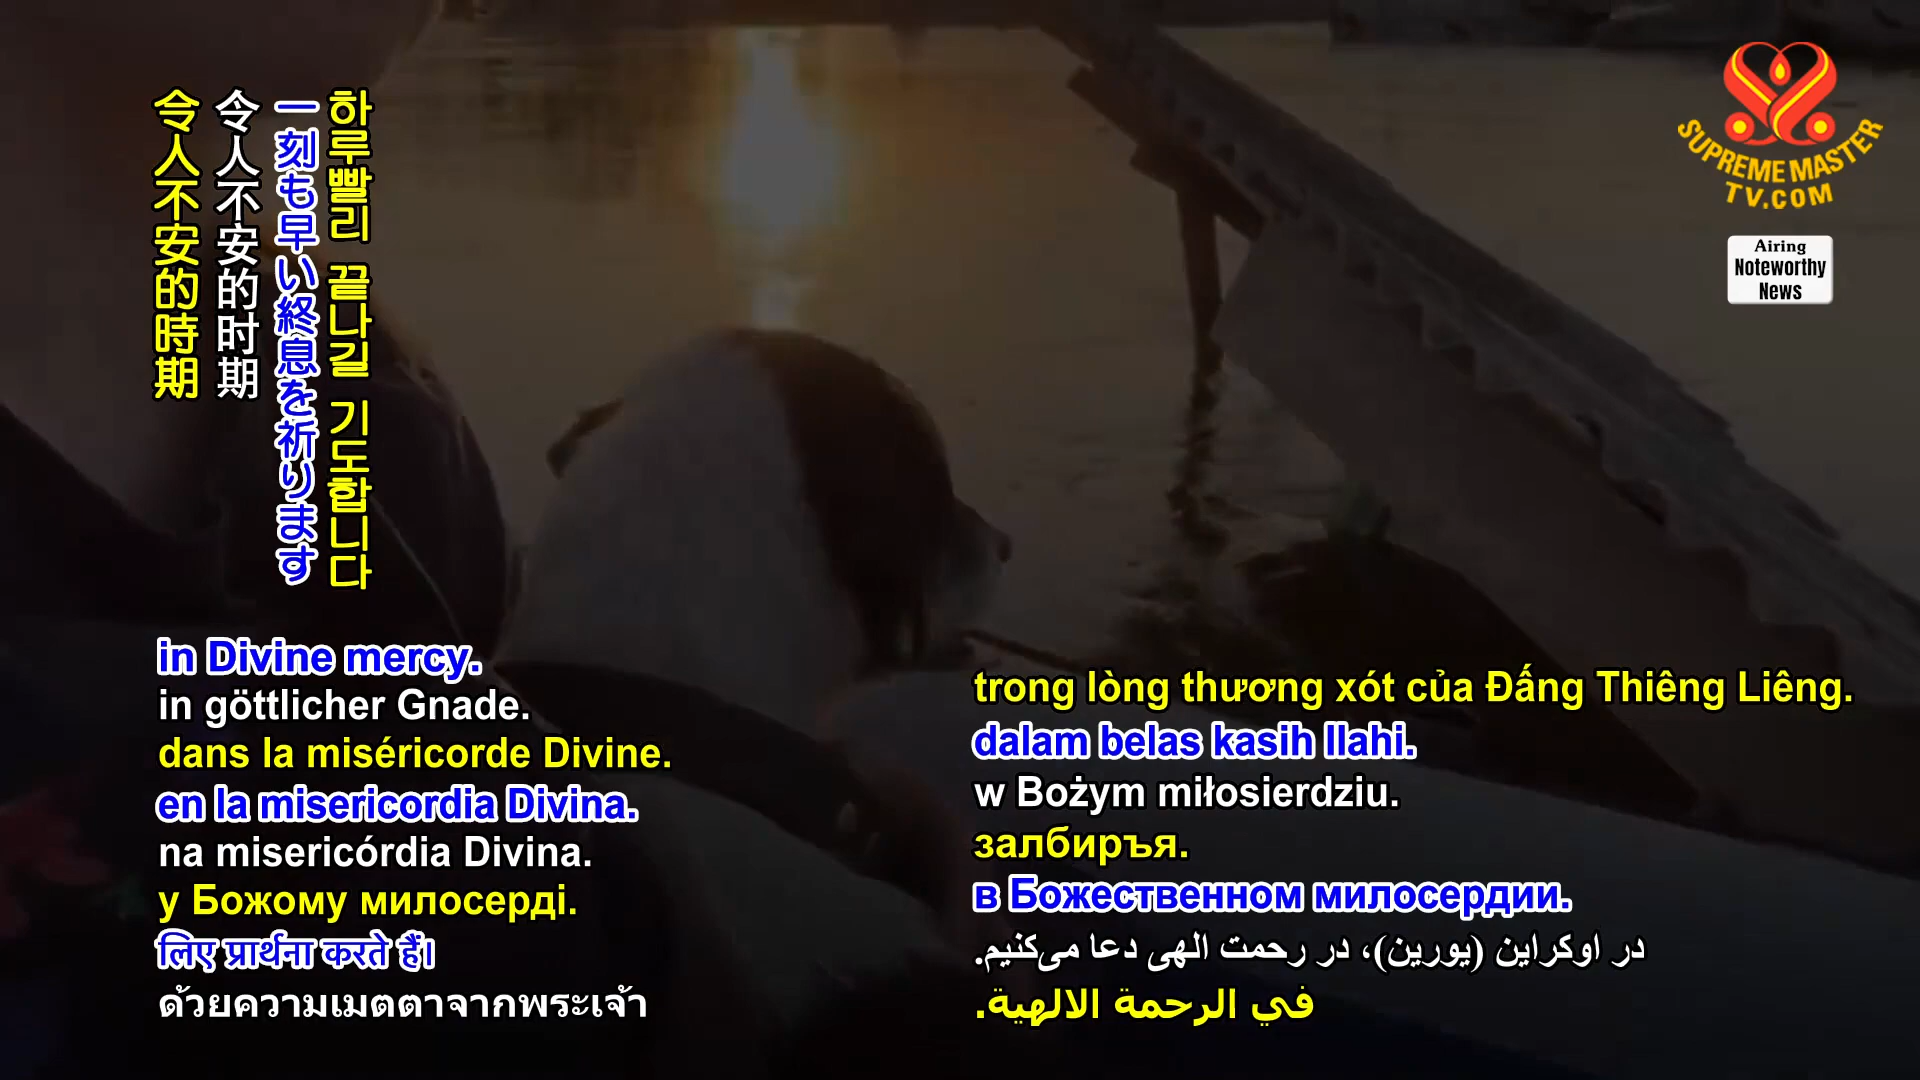 令人不安的時期
令人不安的时期
一刻も早い終息を祈ります
하루빨리 끝나길 기도합니다
SUPREME MASTER
TV.COM
Airing
Noteworthy
News
in Divine mercy.
in göttlicher Gnade.
dans la miséricorde Divine.
en la misericordia Divina.
na misericórdia Divina.
у Божому милосерді.
लिए प्रार्थना करते हैं।
ด้วยความเมตตาจากพระเจ้า
trong lòng thương xót của Đấng Thiêng Liêng.
dalam belas kasih Ilahi.
w Bożym miłosierdziu.
залбиръя.
в Божественном милосердии.
در اوکراین (یورین)، در رحمت الهی دعا می‌کنیم.
في الرحمة الالهية.